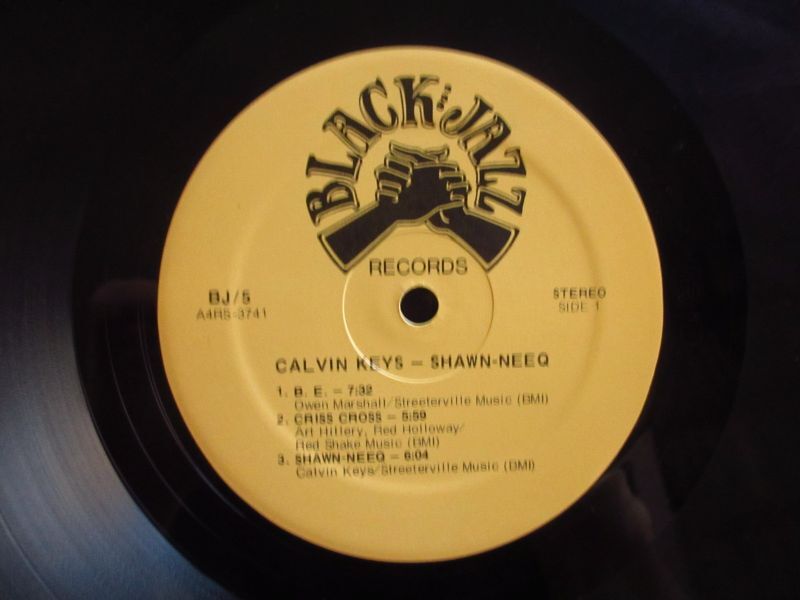 BLACK JAZZ
RECORDS
BJ/5
A4RS-3741
STEREO
SIDE 1
CALVIN KEYS – SHAWN-NEEQ
1. B. E. – 7:32
Owen Marshall/Streeterville Music (BMI)
2. CRISS CROSS – 5:59
Art Hillery, Red Holloway/
Red Shake Music (BMI)
3. SHAWN-NEEQ – 6:04
Calvin Keys/Streeterville Music (BMI)